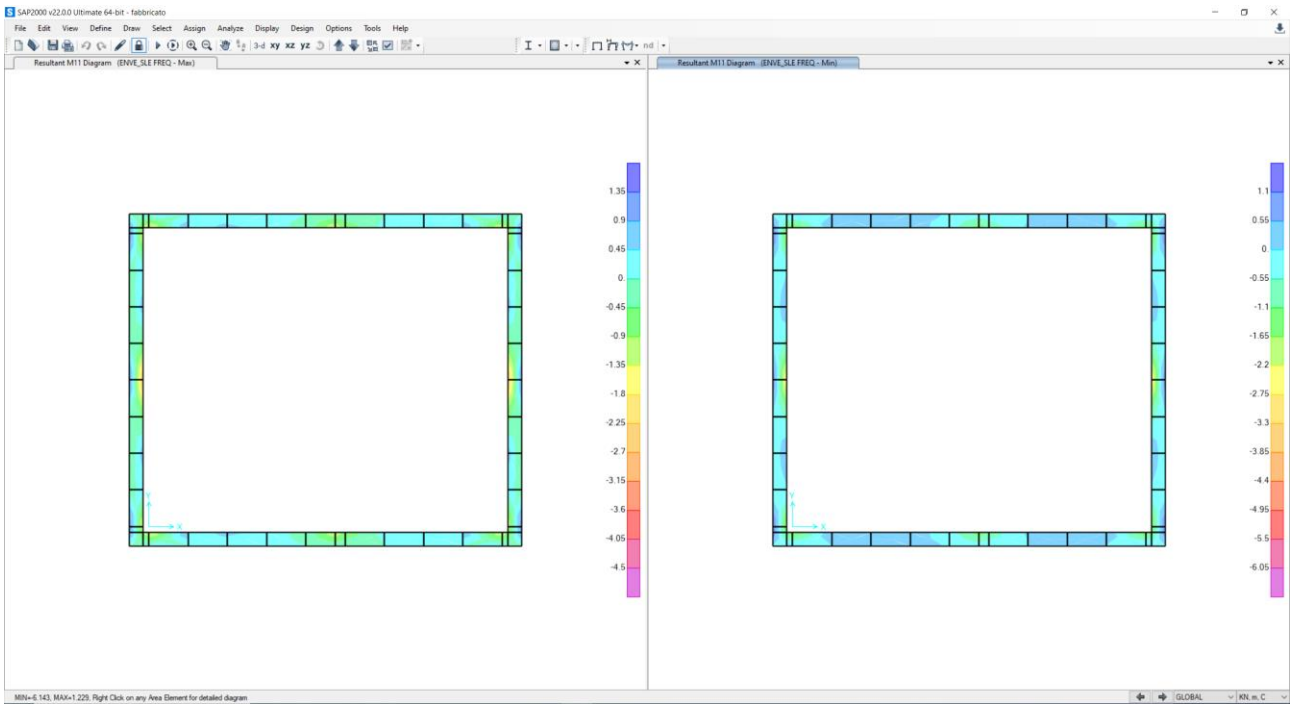 SAP2000 v22.0.0 Ultimate 64-bit - fabbricato
File Edit View Define Draw Select Assign Analyze Display Design Options Tools Help
3-d xy xz yz nd
Resultant M11 Diagram (ENVE_SLE FREQ - Max)
Resultant M11 Diagram (ENVE_SLE FREQ - Min)
1.35
0.9
0.45
0.
-0.45
-0.9
-1.35
-1.8
-2.25
-2.7
-3.15
-3.6
-4.05
-4.5
Y
X
1.1
0.55
0.
-0.55
-1.1
-1.65
-2.2
-2.75
-3.3
-3.85
-4.4
-4.95
-5.5
-6.05
Y
X
MIN=-6.143, MAX=1.229, Right Click on any Area Element for detailed diagram
GLOBAL
KN, m, C